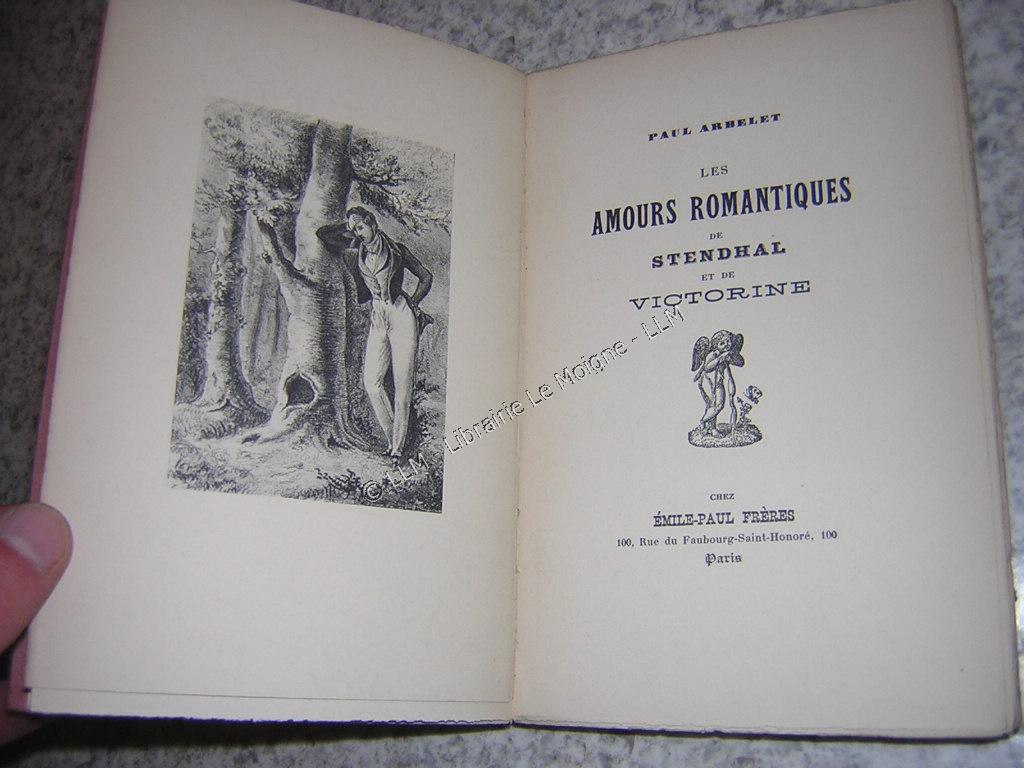 PAUL ARBELET
LES
AMOURS ROMANTIQUES
DE
STENDHAL
ET DE
VICTORINE
CHEZ
ÉMILE-PAUL FRÈRES
100, Rue du Faubourg-Saint-Honoré, 100
Paris
© LLM - Librairie Le Moigne - LLM